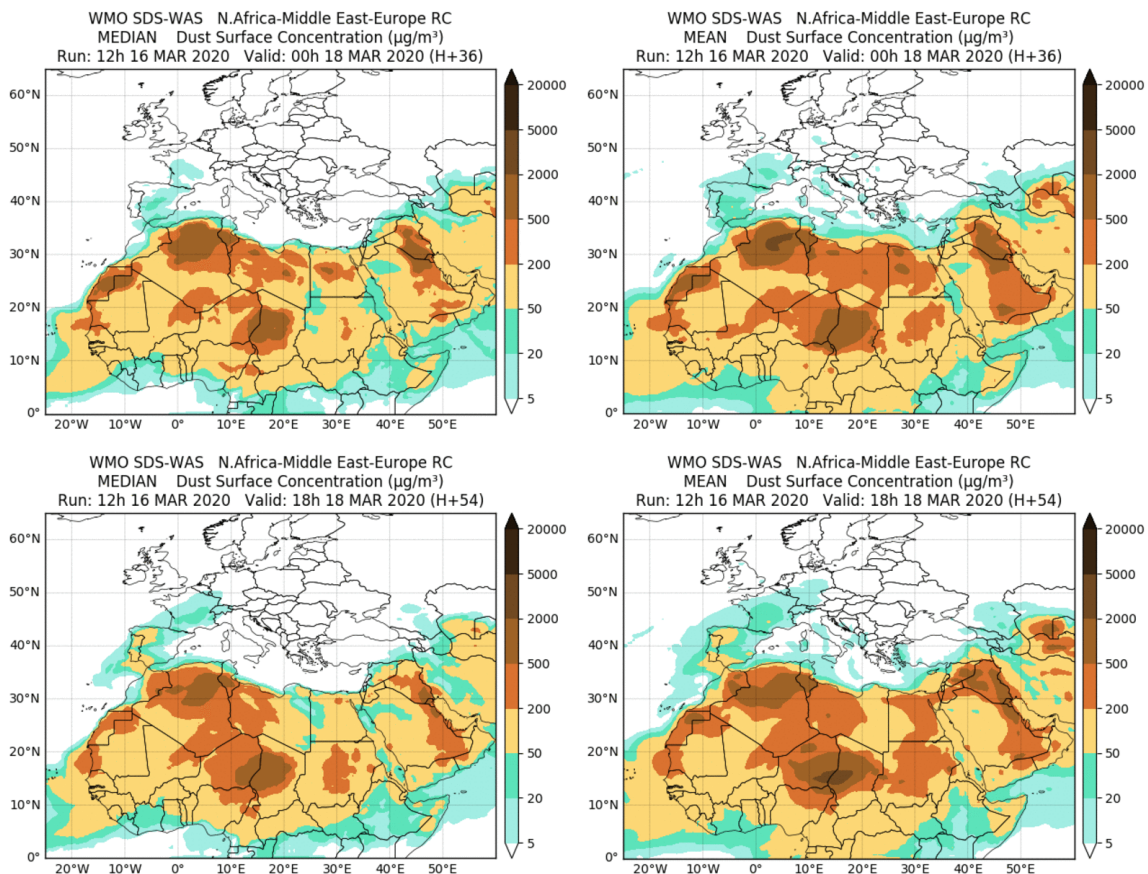 WMO SDS-WAS N.Africa-Middle East-Europe RC
MEDIAN Dust Surface Concentration (µg/m³)
Run: 12h 16 MAR 2020 Valid: 00h 18 MAR 2020 (H+36)
60°N
50°N
40°N
30°N
20°N
10°N
0°
20°W
10°W
0°E
10°E
20°E
30°E
40°E
50°E
20000
5000
2000
500
200
50
20
5
WMO SDS-WAS N.Africa-Middle East-Europe RC
MEAN Dust Surface Concentration (µg/m³)
Run: 12h 16 MAR 2020 Valid: 00h 18 MAR 2020 (H+36)
60°N
50°N
40°N
30°N
20°N
10°N
0°
20°W
10°W
0°E
10°E
20°E
30°E
40°E
50°E
20000
5000
2000
500
200
50
20
5
WMO SDS-WAS N.Africa-Middle East-Europe RC
MEDIAN Dust Surface Concentration (µg/m³)
Run: 12h 16 MAR 2020 Valid: 18h 18 MAR 2020 (H+54)
60°N
50°N
40°N
30°N
20°N
10°N
0°
20°W
10°W
0°E
10°E
20°E
30°E
40°E
50°E
20000
5000
2000
500
200
50
20
5
WMO SDS-WAS N.Africa-Middle East-Europe RC
MEAN Dust Surface Concentration (µg/m³)
Run: 12h 16 MAR 2020 Valid: 18h 18 MAR 2020 (H+54)
60°N
50°N
40°N
30°N
20°N
10°N
0°
20°W
10°W
0°E
10°E
20°E
30°E
40°E
50°E
20000
5000
2000
500
200
50
20
5